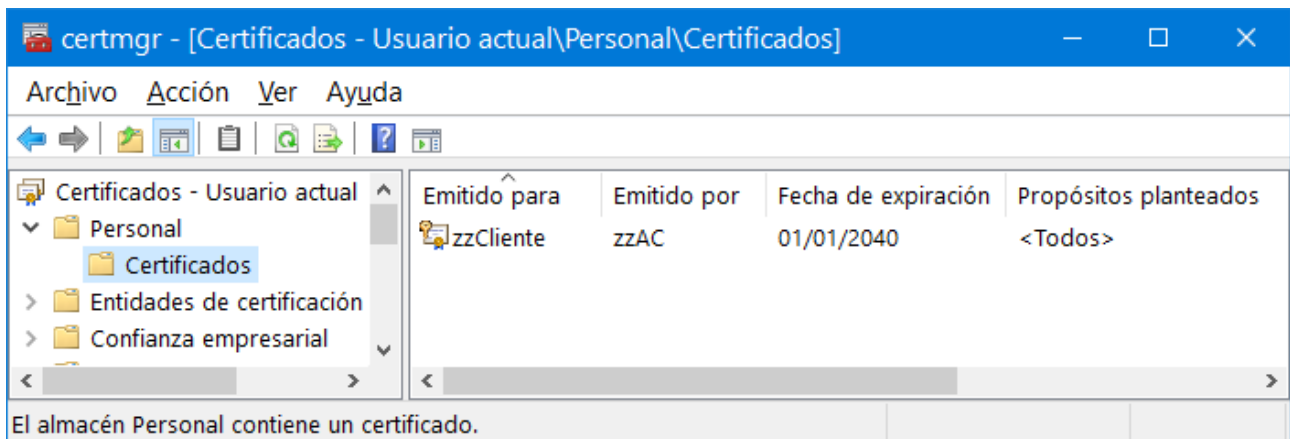 certmgr - [Certificados - Usuario actual\Personal\Certificados]
Archivo Acción Ver Ayuda
Certificados - Usuario actual
Personal
Certificados
Entidades de certificación
Confianza empresarial
Emitido para Emitido por Fecha de expiración Propósitos planteados
zzCliente zzAC 01/01/2040 <Todos>
El almacén Personal contiene un certificado.